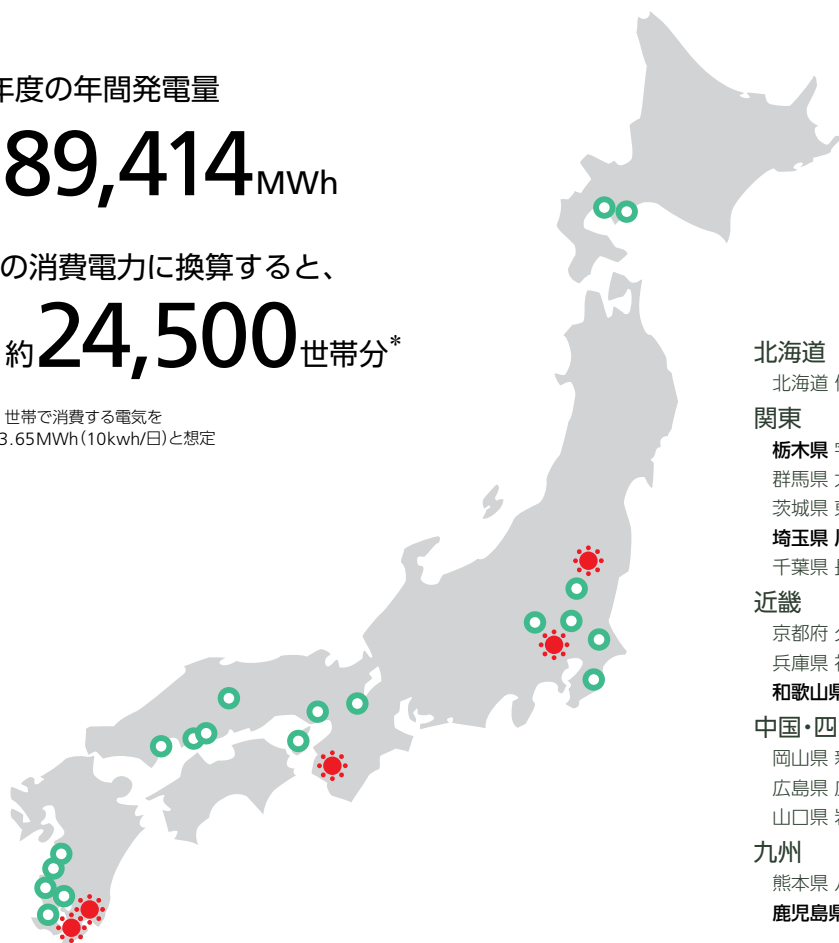 年度の年間発電量
89,414MWh
の消費電力に換算すると、
約24,500世帯分*
世帯で消費する電気を
3.65MWh(10kwh/日)と想定
北海道
北海道
関東
栃木県
群馬県
茨城県
埼玉県
千葉県
近畿
京都府
兵庫県
和歌山県
中国・四
岡山県
広島県
山口県
九州
熊本県
鹿児島県